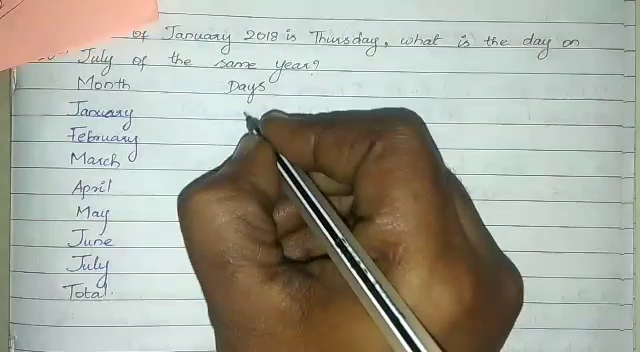 of January 2018 is Thursday, what is the day on
July of the same year?
Month Days
January
February
March
April
May
June
July
Total.